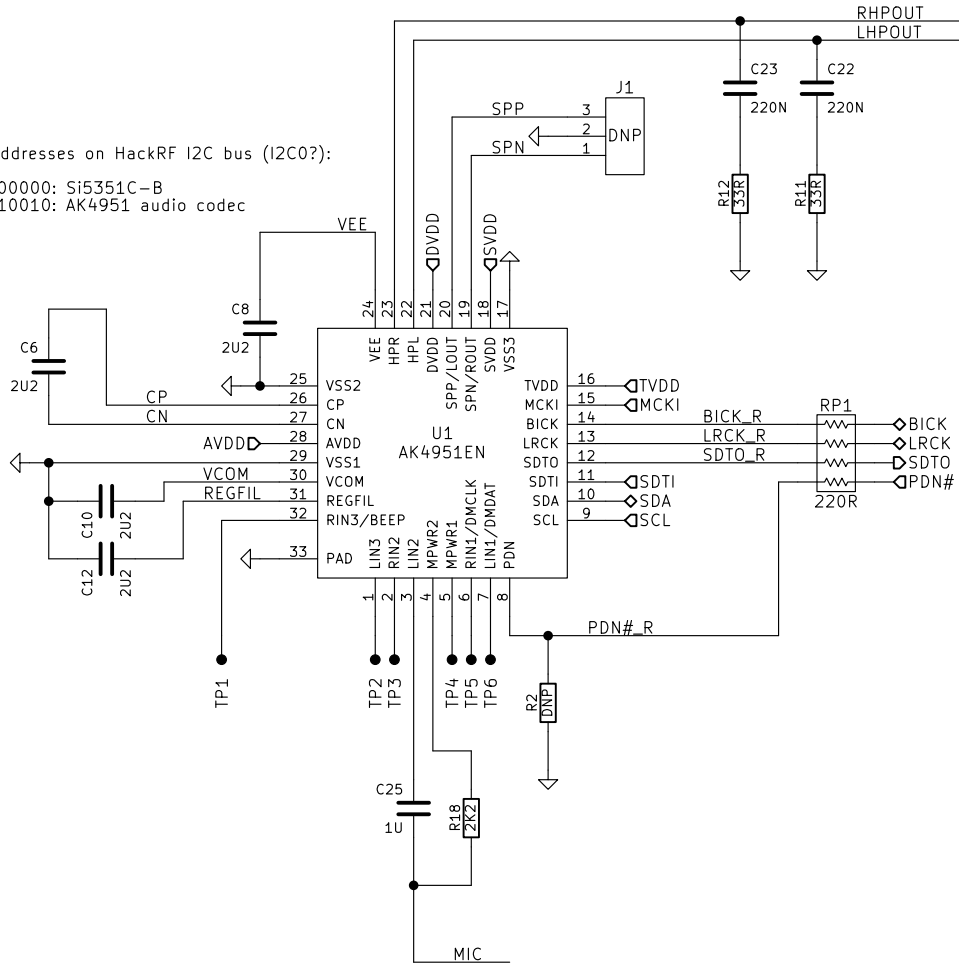 RHPOUT
LHPOUT
C23
220N
C22
220N
R12
33R
R11
33R
J1
SPP
3
2
DNP
SPN
1
ddresses on HackRF I2C bus (I2C0?):
00000: Si5351C-B
10010: AK4951 audio codec
VEE
DVDD
SVDD
C8
2U2
24
23
22
21
20
19
18
17
VEE
HPR
HPL
DVDD
SPP/LOUT
SPN/ROUT
SVDD
VSS3
C6
2U2
CP
CN
AVDD
VCOM
REGFIL
25 VSS2
26 CP
27 CN
28 AVDD
29 VSS1
30 VCOM
31 REGFIL
32 RIN3/BEEP
33 PAD
U1
AK4951EN
TVDD 16 TVDD
MCKI 15 MCKI
BICK 14 BICK_R
LRCK 13 LRCK_R
SDTO 12 SDTO_R
SDTI 11 SDTI
SDA 10 SDA
SCL 9 SCL
RP1
220R
BICK
LRCK
SDTO
PDN#
C10
2U2
C12
2U2
LIN3
RIN2
LIN2
MPWR2
MPWR1
RIN1/DMCLK
LIN1/DMDAT
PDN
1
2
3
4
5
6
7
8
PDN#_R
TP1
TP2
TP3
TP4
TP5
TP6
R2
DNP
C25
1U
R18
2K2
MIC